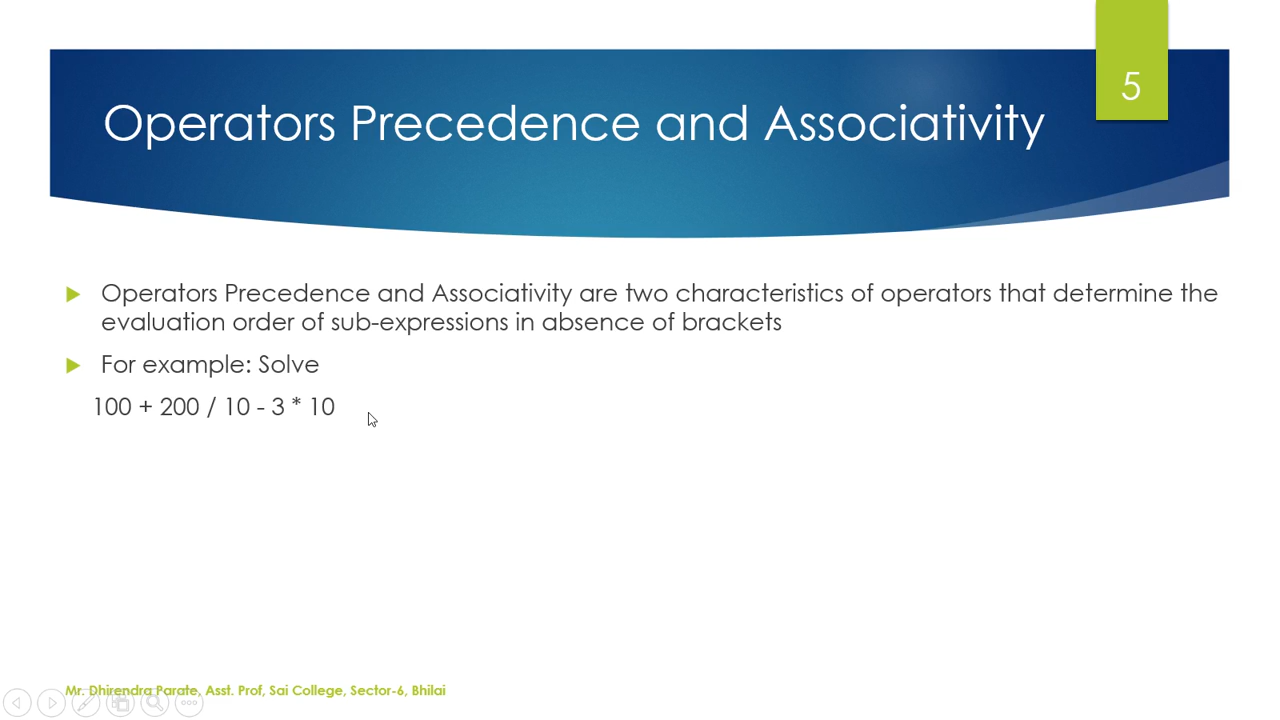 5
Operators Precedence and Associativity
Operators Precedence and Associativity are two characteristics of operators that determine the
evaluation order of sub-expressions in absence of brackets
For example: Solve
100 + 200 / 10 - 3 * 10
Mr. Dhirendra Parate, Asst. Prof, Sai College, Sector-6, Bhilai